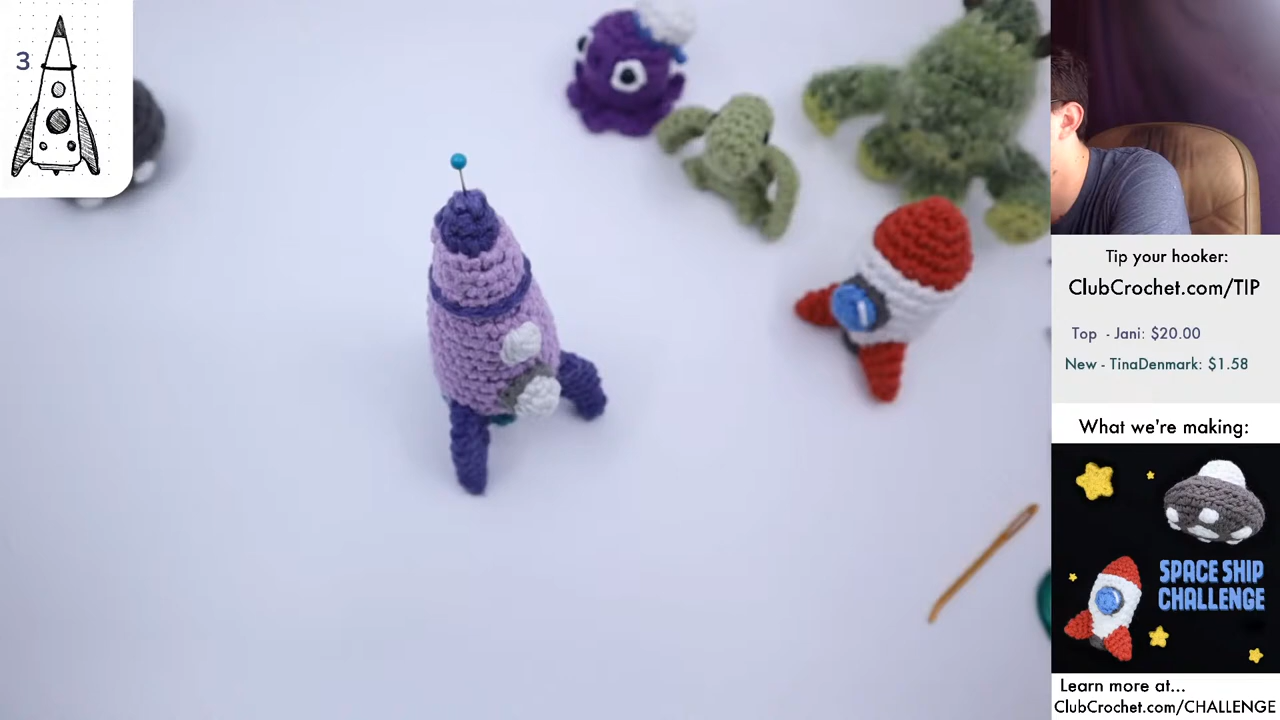 3
Tip your hooker:
ClubCrochet.com/TIP
Top - Jani: $20.00
New - TinaDenmark: $1.58
What we're making:
SPACE SHIP
CHALLENGE
Learn more at...
ClubCrochet.com/CHALLENGE